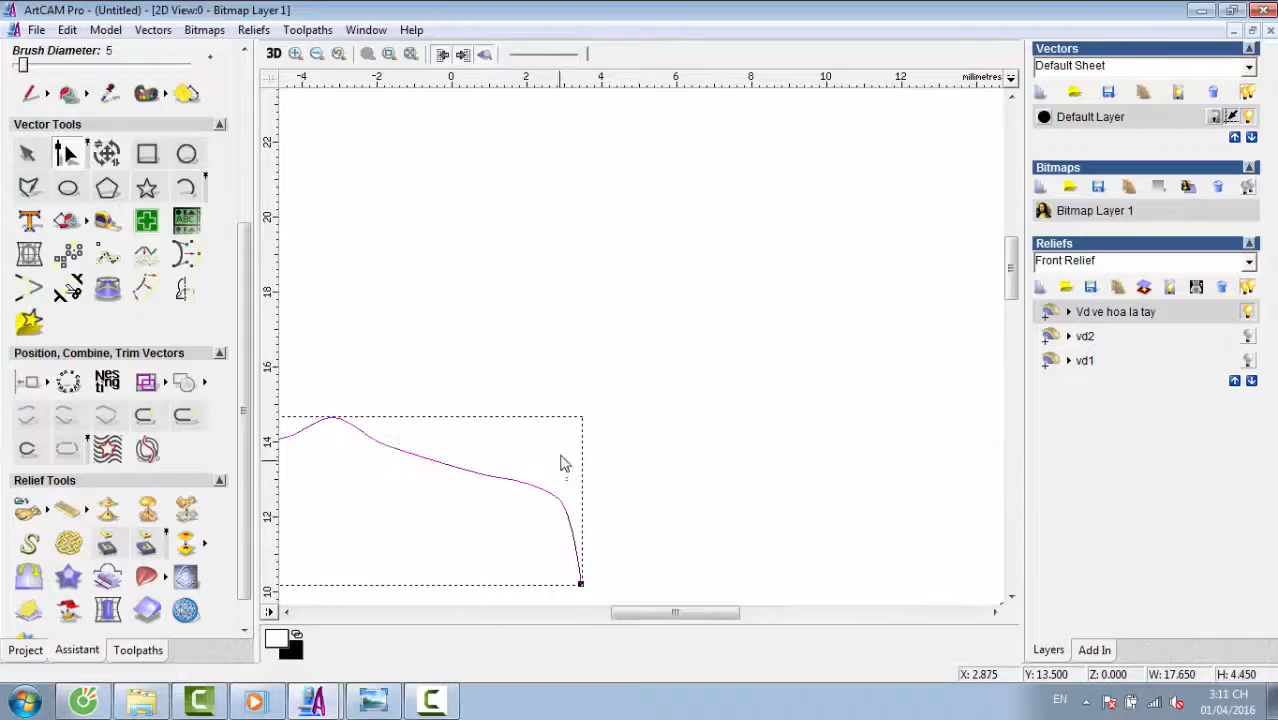 ArtCAM Pro - (Untitled) - [2D View:0 - Bitmap Layer1]
File Edit Model Vectors Bitmaps Reliefs Toolpaths Window Help
Brush Diameter: 5
Vector Tools
ABC
Position, Combine, Trim Vectors
Nes
ting
Relief Tools
Project Assistant Toolpaths
3D
-4 -2 0 2 4 6 8 10 12 millimetres
22
20
18
16
14
12
10
Vectors
Default Sheet
Default Layer
Bitmaps
Bitmap Layer 1
Reliefs
Front Relief
Vd ve hoa la tay
vd2
vd1
Layers Add In
X: 2.875 Y: 13.500 Z: 0.000 W: 17.650 H: 4.450
EN
3:11 CH
01/04/2016